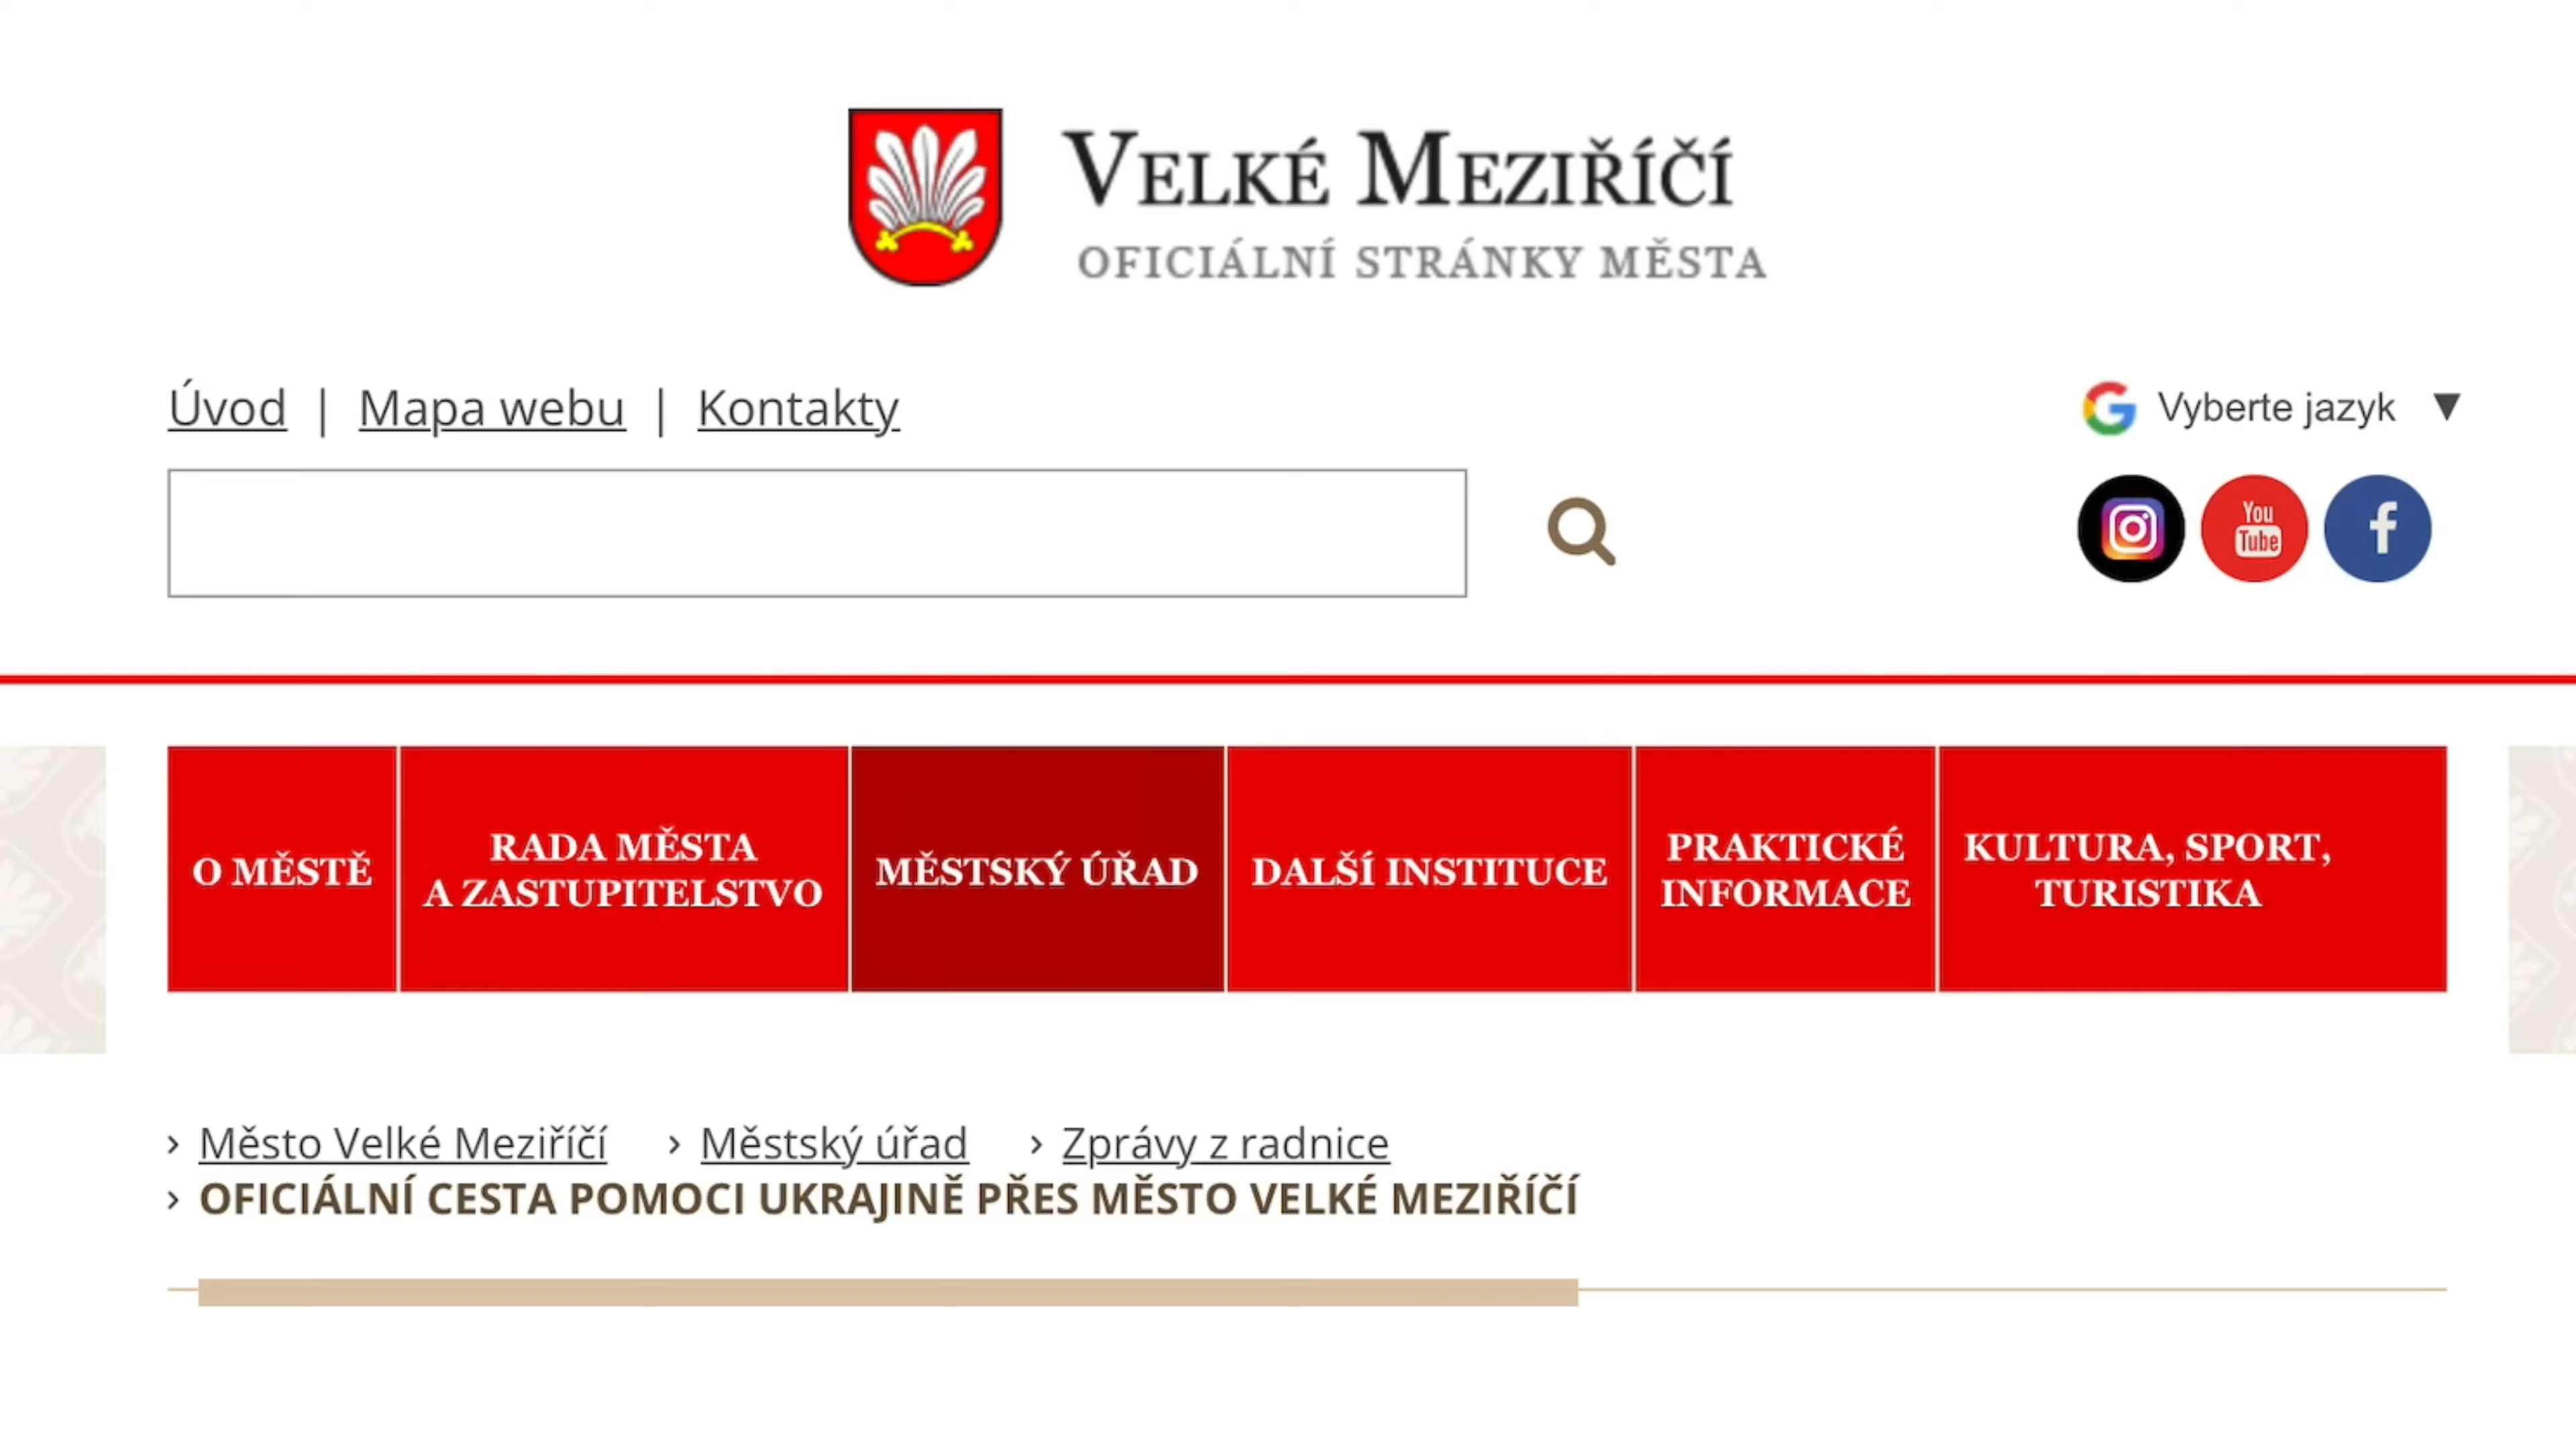 VELKÉ MEZIŘÍČÍ
OFICIÁLNÍ STRÁNKY MĚSTA
Úvod | Mapa webu | Kontakty
Vyberte jazyk ▼
You
Tube
f
O MĚSTĚ
RADA MĚSTA
A ZASTUPITELSTVO
MĚSTSKÝ ÚŘAD
DALŠÍ INSTITUCE
PRAKTICKÉ
INFORMACE
KULTURA, SPORT,
TURISTIKA
› Město Velké Meziříčí › Městský úřad › Zprávy z radnice
› OFICIÁLNÍ CESTA POMOCI UKRAJINĚ PŘES MĚSTO VELKÉ MEZIŘÍČÍ